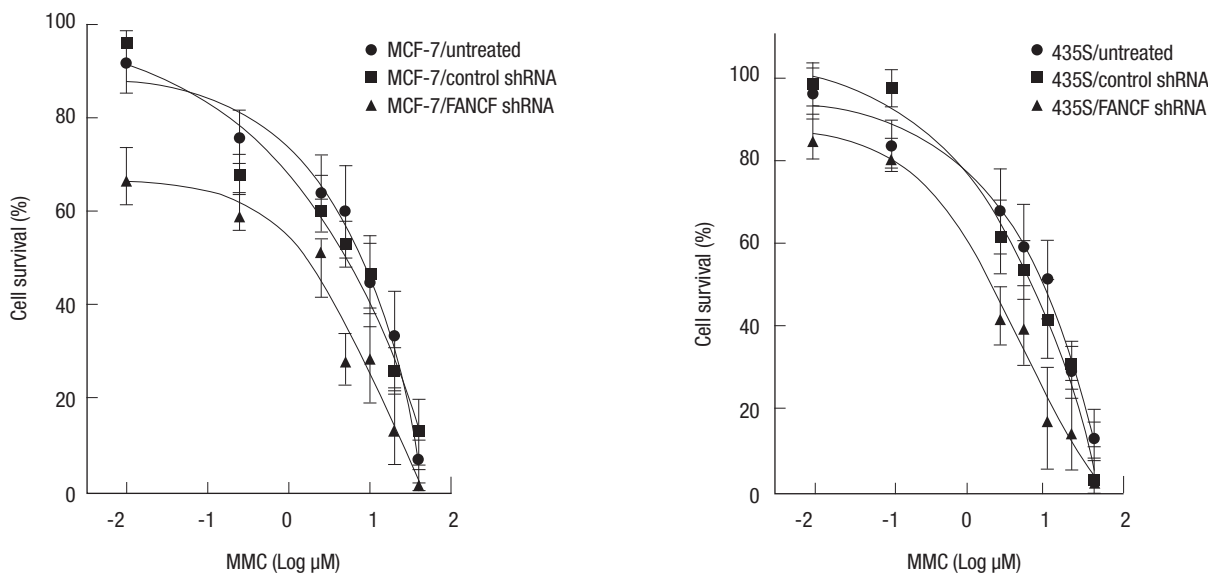 100
80
60
40
20
0
Cell survival (%)
-2 -1 0 1 2
MMC (Log μM)
MCF-7/untreated
MCF-7/control shRNA
MCF-7/FANCF shRNA
100
80
60
40
20
0
Cell survival (%)
-2 -1 0 1 2
MMC (Log μM)
435S/untreated
435S/control shRNA
435S/FANCF shRNA